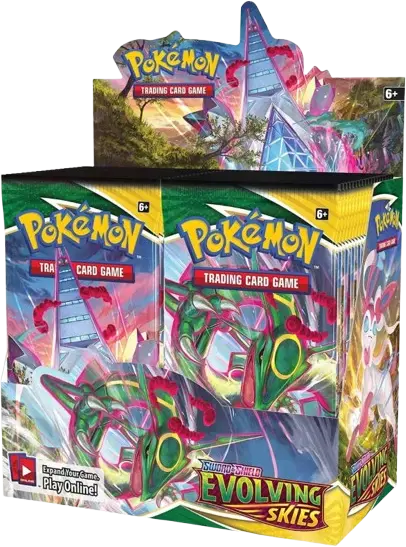 POKÉMON
TRADING CARD GAME
6+
POKÉMON
TRADING CARD GAME
6+
POKÉMON
TRADING CARD GAME
6+
Expand Your Game.
Play Online!
SWORD & SHIELD
EVOLVING
SKIES